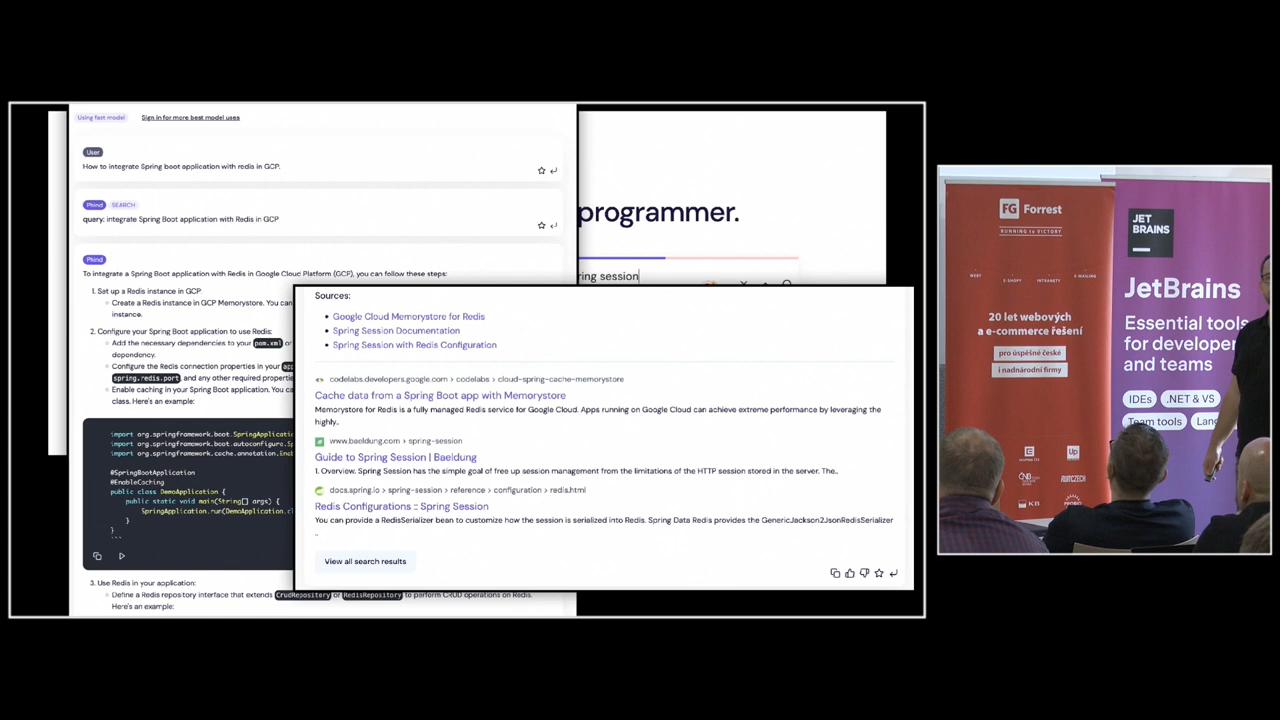 Using fast model
Sign in for more best model uses
User
How to integrate Spring boot application with redis in GCP.
Phind
SEARCH
query: integrate Spring Boot application with Redis in GCP
Phind
To integrate a Spring Boot application with Redis in Google Cloud Platform (GCP), you can follow these steps:
1. Set up a Redis instance in GCP
Create a Redis instance in GCP Memorystore. You can
instance.
2. Configure your Spring Boot application to use Redis:
Add the necessary dependencies to your pom.xml or
dependency.
Configure the Redis connection properties in your
spring.redis.port and any other required properties
Enable caching in your Spring Boot application.
class. Here's an example:
import org.springframework.boot.SpringApplication
import org.springframework.boot.autoconfigure.
import org.springframework.cache.annotation.
@SpringBootApplication
@EnableCaching
public class DemoApplication {
public static void main(String[] args) {
SpringApplication.run(DemoApplication.
}
}
```
3. Use Redis in your application:
Define a Redis repository interface that extends CrudRepository or RedisRepository to perform CRUD operations on Redis.
Here's an example:
programmer.
ring session
Sources:
Google Cloud Memorystore for Redis
Spring Session Documentation
Spring Session with Redis Configuration
codelabs.developers.google.com > codelabs > cloud-spring-cache-memorystore
Cache data from a Spring Boot app with Memorystore
Memorystore for Redis is a fully managed Redis service for Google Cloud. Apps running on Google Cloud can achieve extreme performance by leveraging the
highly..
www.baeldung.com > spring-session
Guide to Spring Session | Baeldung
1. Overview. Spring Session has the simple goal of free up session management from the limitations of the HTTP session stored in the server. The..
docs.spring.io > spring-session > reference > configuration > redis.html
Redis Configurations :: Spring Session
You can provide a RedisSerializer bean to customize how the session is serialized into Redis. Spring Data Redis provides the GenericJackson2JsonRedisSerializer
..
View all search results
FG Forrest
RUNNING to VICTORY
WEBY
E-SHOPY
INTRANETY
E-MAILING
20 let webových
a e-commerce řešení
pro úspěšné české
i nadnárodní firmy
Up
RUNCZECH
KB
JET
BRAINS
JetBrains
Essential tools
for develope
and teams
IDEs
.NET & VS
Team tools
Lang